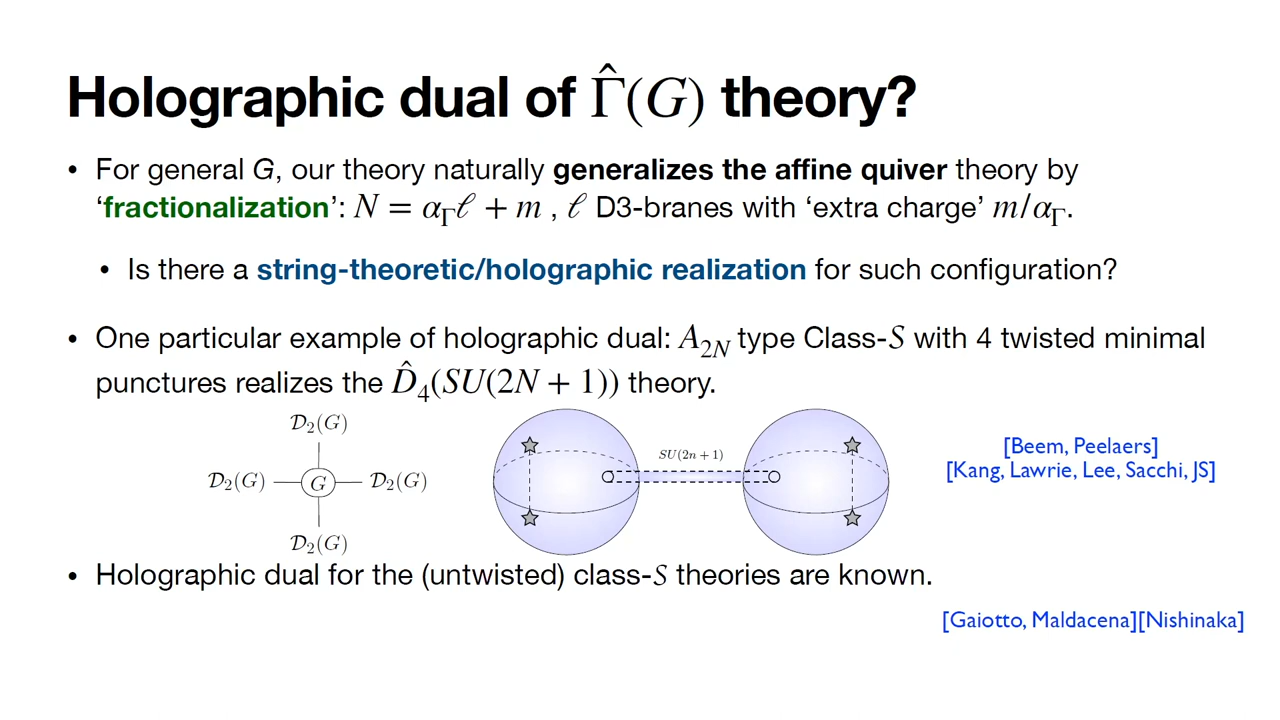 Holographic dual of Γ̂(G) theory?
• For general G, our theory naturally generalizes the affine quiver theory by
‘fractionalization’: N = α_Γ ℓ + m , ℓ D3-branes with ‘extra charge’ m/α_Γ.
• Is there a string-theoretic/holographic realization for such configuration?
• One particular example of holographic dual: A_{2N} type Class-𝒮 with 4 twisted minimal
punctures realizes the D̂_4(SU(2N + 1)) theory.
𝒟_2(G)
𝒟_2(G) G 𝒟_2(G)
𝒟_2(G)
SU(2n + 1)
[Beem, Peelaers]
[Kang, Lawrie, Lee, Sacchi, JS]
• Holographic dual for the (untwisted) class-𝒮 theories are known.
[Gaiotto, Maldacena][Nishinaka]